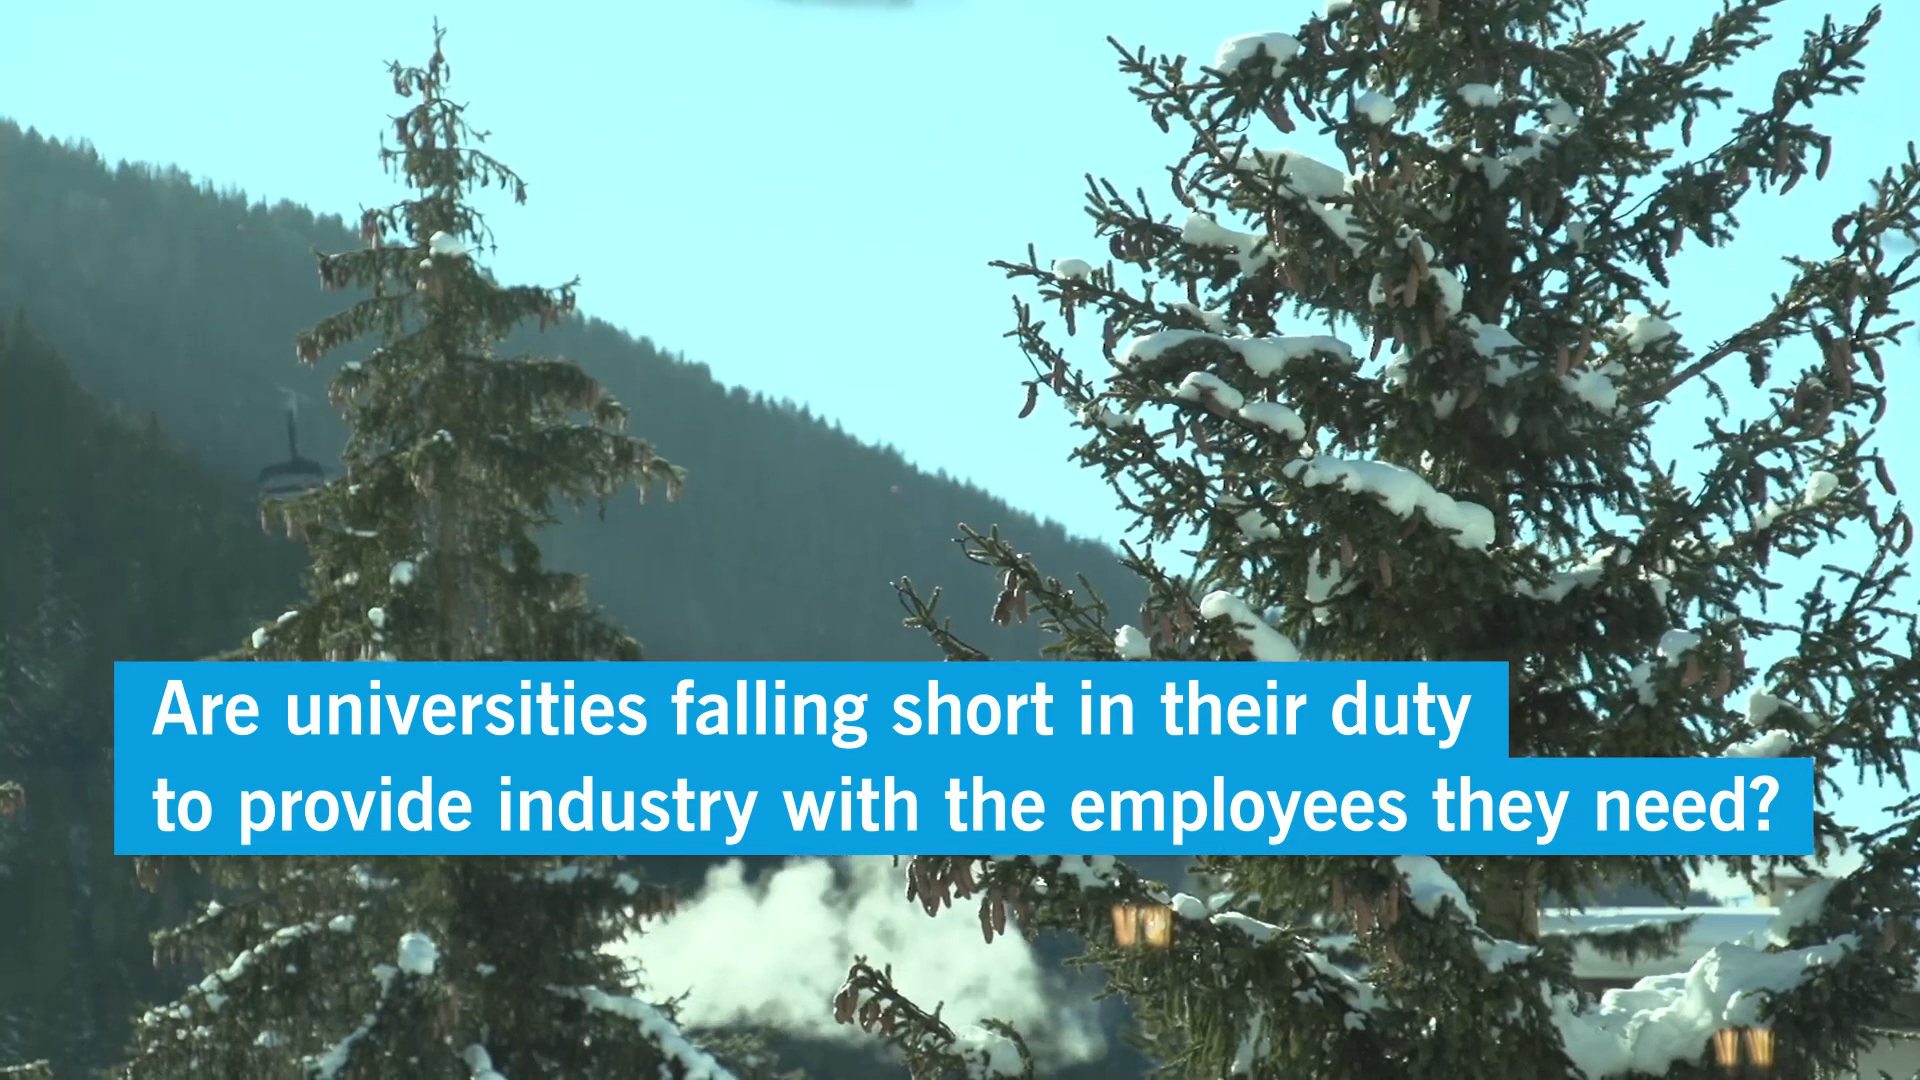 Are universities falling short in their duty
to provide industry with the employees they need?